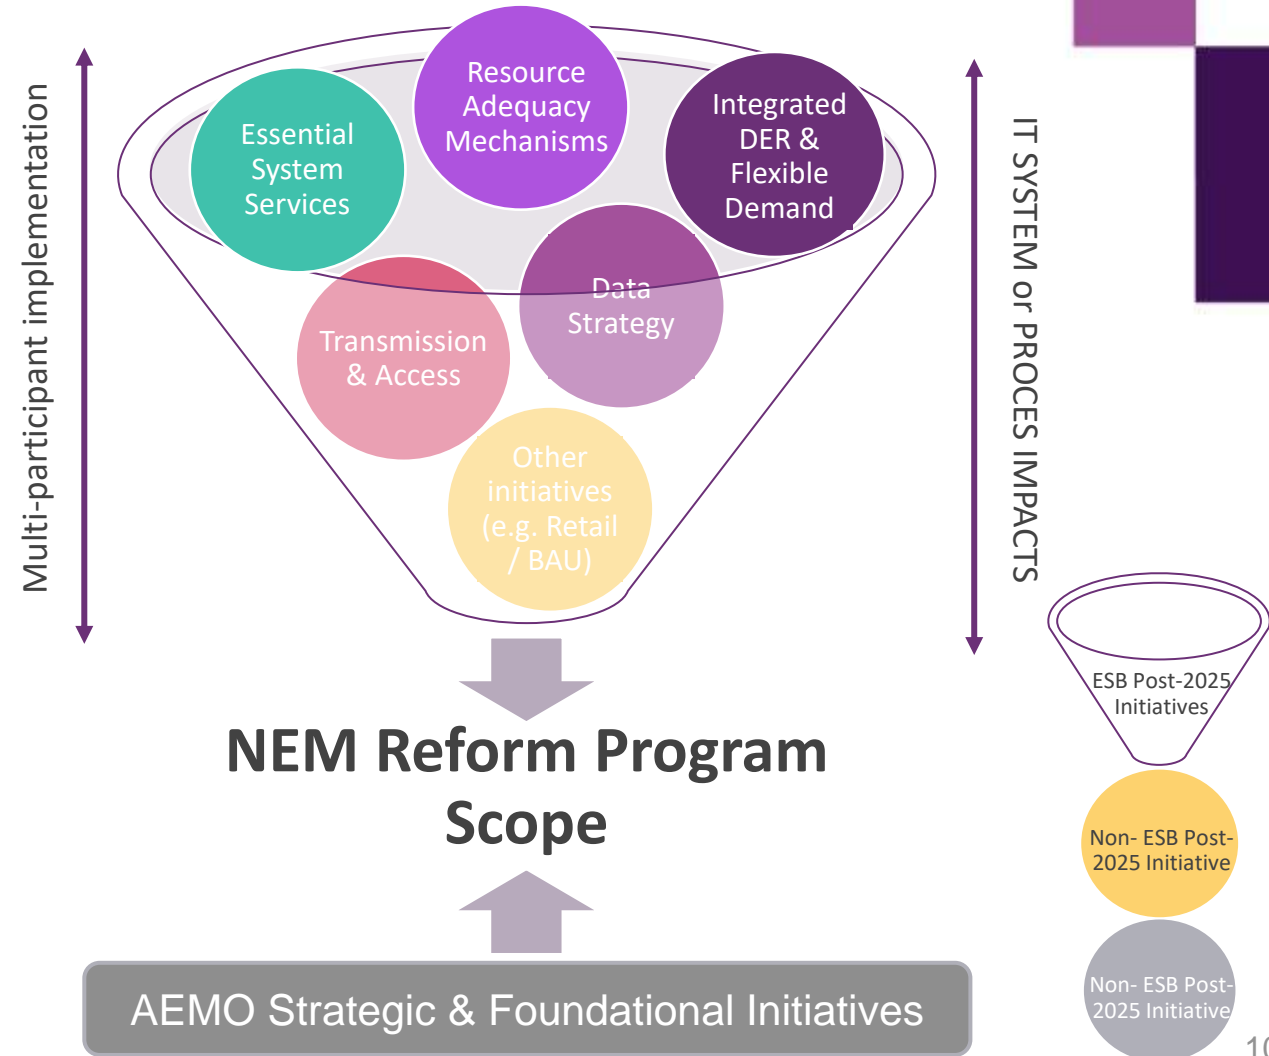 Multi-participant implementation
Essential
System
Services
Resource
Adequacy
Mechanisms
Integrated
DER &
Flexible
Demand
Transmission
& Access
Data
Strategy
Other
initiatives
(e.g. Retail
/ BAU)
IT SYSTEM or PROCES IMPACTS
NEM Reform Program
Scope
AEMO Strategic & Foundational Initiatives
ESB Post-2025
Initiatives
Non- ESB Post-
2025 Initiative
Non- ESB Post-
2025 Initiative
10